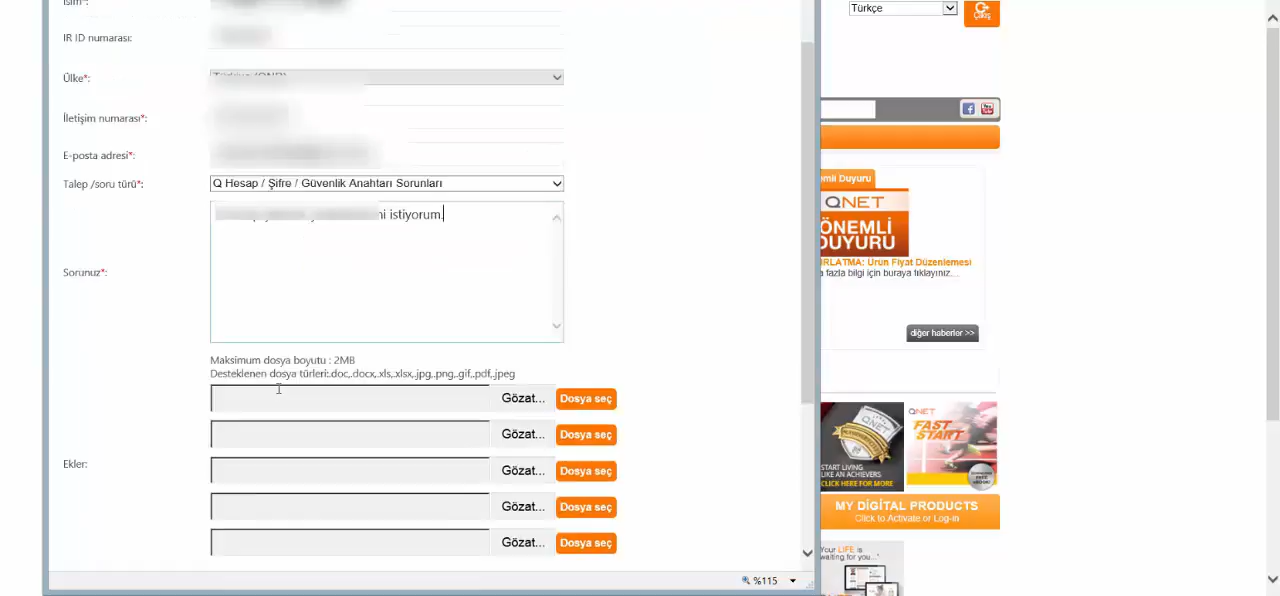 İsim*:
Türkçe
Çıkış
IR ID numarası:
Ülke*:
İletişim numarası*:
E-posta adresi*:
Talep /soru türü*:
Q Hesap / Şifre / Güvenlik Anahtarı Sorunları
istiyorum.
Sorunuz*:
Maksimum dosya boyutu : 2MB
Desteklenen dosya türleri:.doc,.docx,.xls,.xlsx,.jpg,.png,.gif,.pdf,.jpeg
Gözat... Dosya seç
Gözat... Dosya seç
Ekler:
Gözat... Dosya seç
Gözat... Dosya seç
Gözat... Dosya seç
%115
Duyuru
QNET
ÖNEMLİ
DUYURU
Ürün Fiyat Düzenlemesi
fazla bilgi için buraya tıklayınız....
diğer haberler >>
QNET
START LIVING
LIKE AN ACHIEVERS
CLICK HERE FOR MORE
QNET
FAST
START
MY DİGİTAL PRODUCTS
Click to Activate or Log-in
Your LIFE is
waiting for you..."